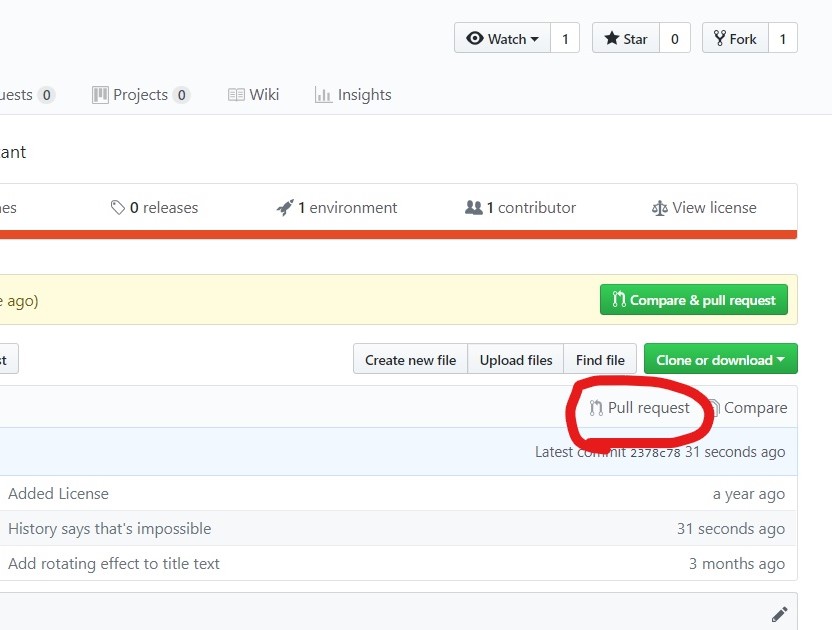 Watch 1 Star 0 Fork 1
uests 0 Projects 0 Wiki Insights
tant
nes 0 releases 1 environment 1 contributor View license
e ago) Compare & pull request
st Create new file Upload files Find file Clone or download
Pull request Compare
Latest commit 2378c78 31 seconds ago
Added License a year ago
History says that's impossible 31 seconds ago
Add rotating effect to title text 3 months ago